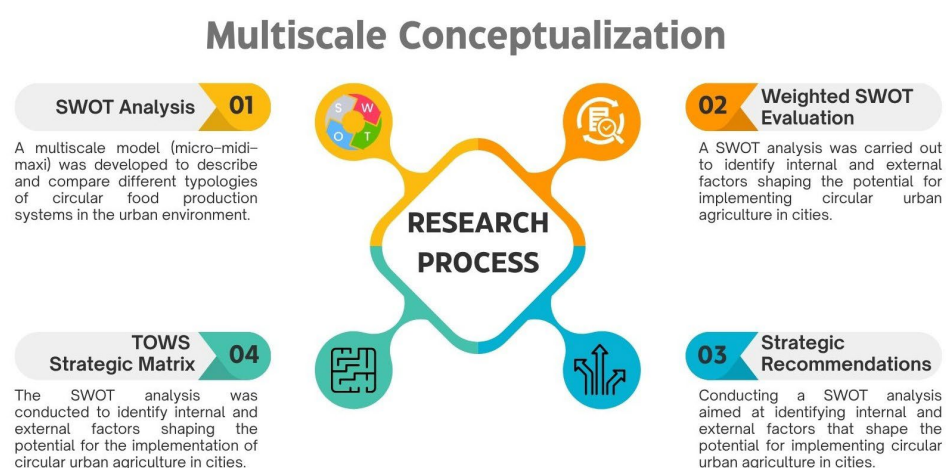 Multiscale Conceptualization
SWOT Analysis 01
A multiscale model (micro–midi–
maxi) was developed to describe
and compare different typologies
of circular food production
systems in the urban environment.
S W
O T
02 Weighted SWOT
Evaluation
A SWOT analysis was carried out
to identify internal and external
factors shaping the potential for
implementing circular urban
agriculture in cities.
RESEARCH
PROCESS
TOWS
Strategic Matrix 04
The SWOT analysis was
conducted to identify internal and
external factors shaping the
potential for the implementation of
circular urban agriculture in cities.
03 Strategic
Recommendations
Conducting a SWOT analysis
aimed at identifying internal and
external factors that shape the
potential for implementing circular
urban agriculture in cities.